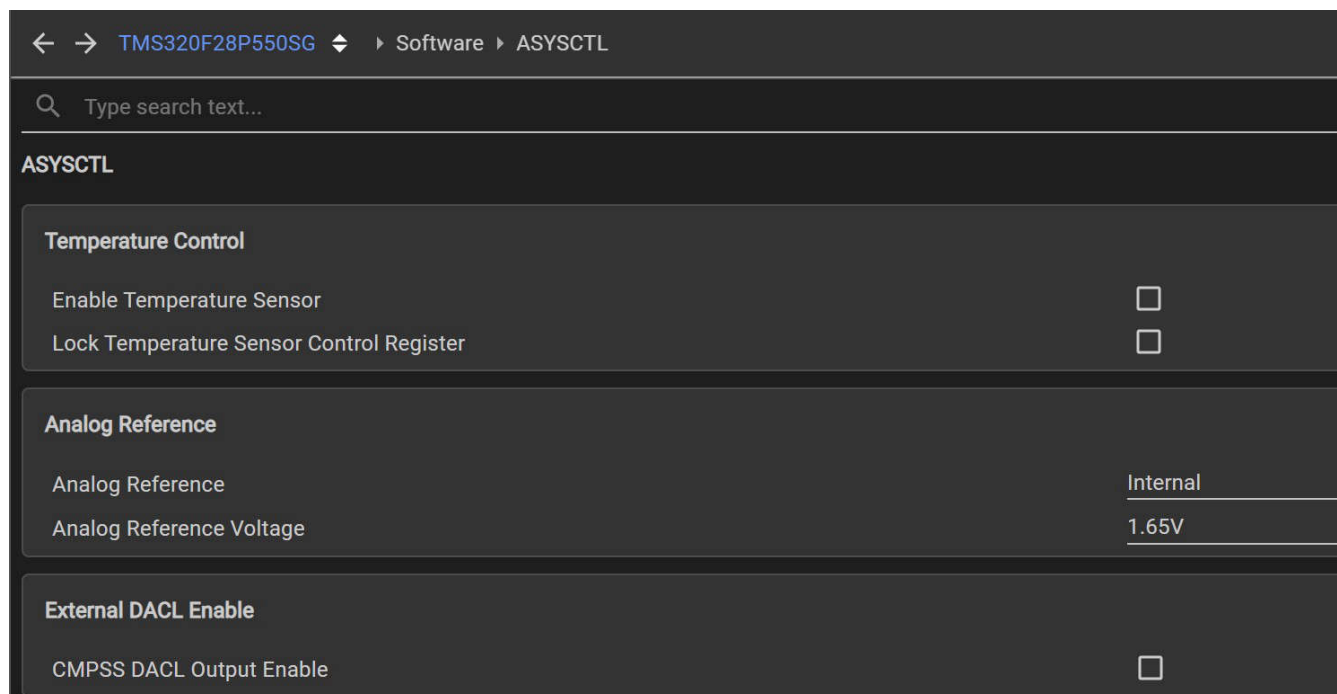 TMS320F28P550SG Software ASYSCTL
Type search text...
ASYSCTL
Temperature Control
Enable Temperature Sensor
Lock Temperature Sensor Control Register
Analog Reference
Analog Reference Internal
Analog Reference Voltage 1.65V
External DACL Enable
CMPSS DACL Output Enable